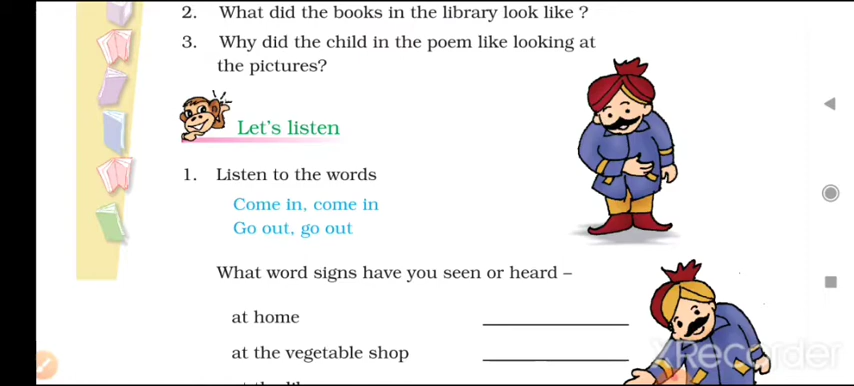 2. What did the books in the library look like ?
3. Why did the child in the poem like looking at
the pictures?
Let's listen
1. Listen to the words
Come in, come in
Go out, go out
What word signs have you seen or heard –
at home
at the vegetable shop
XRecorder